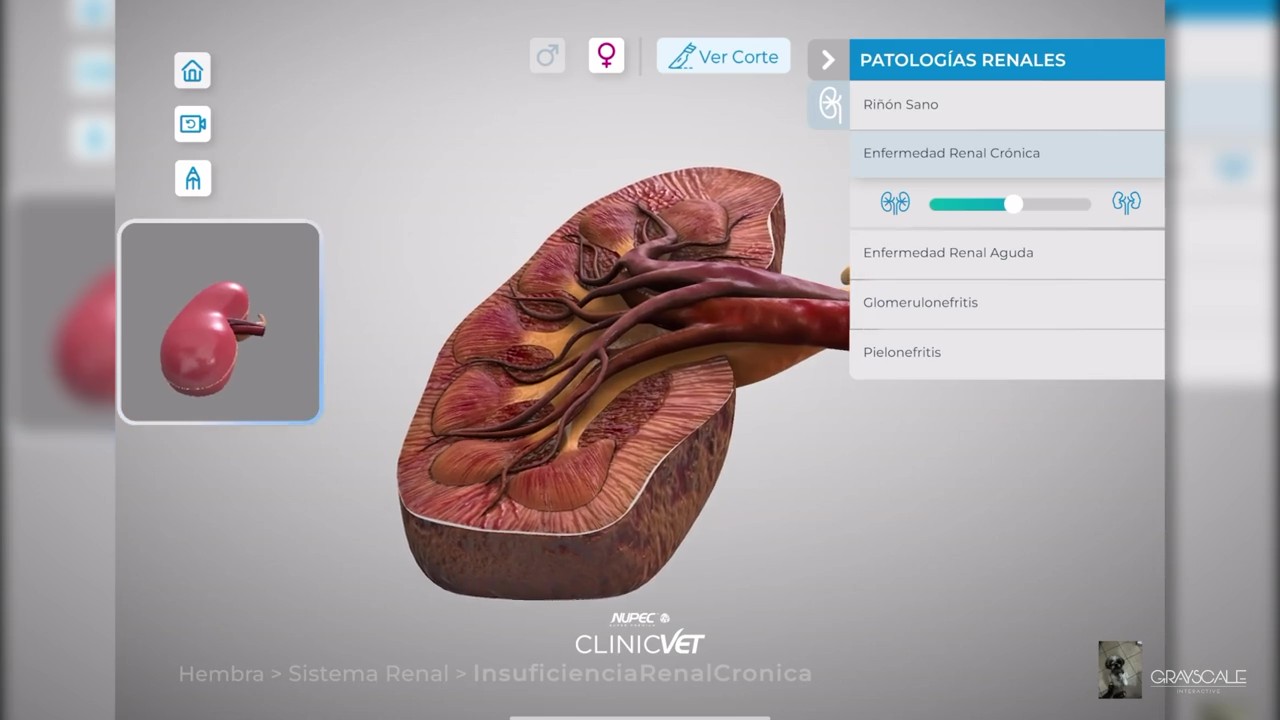 Ver Corte
PATOLOGÍAS RENALES
Riñón Sano
Enfermedad Renal Crónica
Enfermedad Renal Aguda
Glomerulonefritis
Pielonefritis
NUPEC
CLINICVET
Hembra > Sistema Renal > InsuficienciaRenalCronica
GRAYSCALE
INTERACTIVE